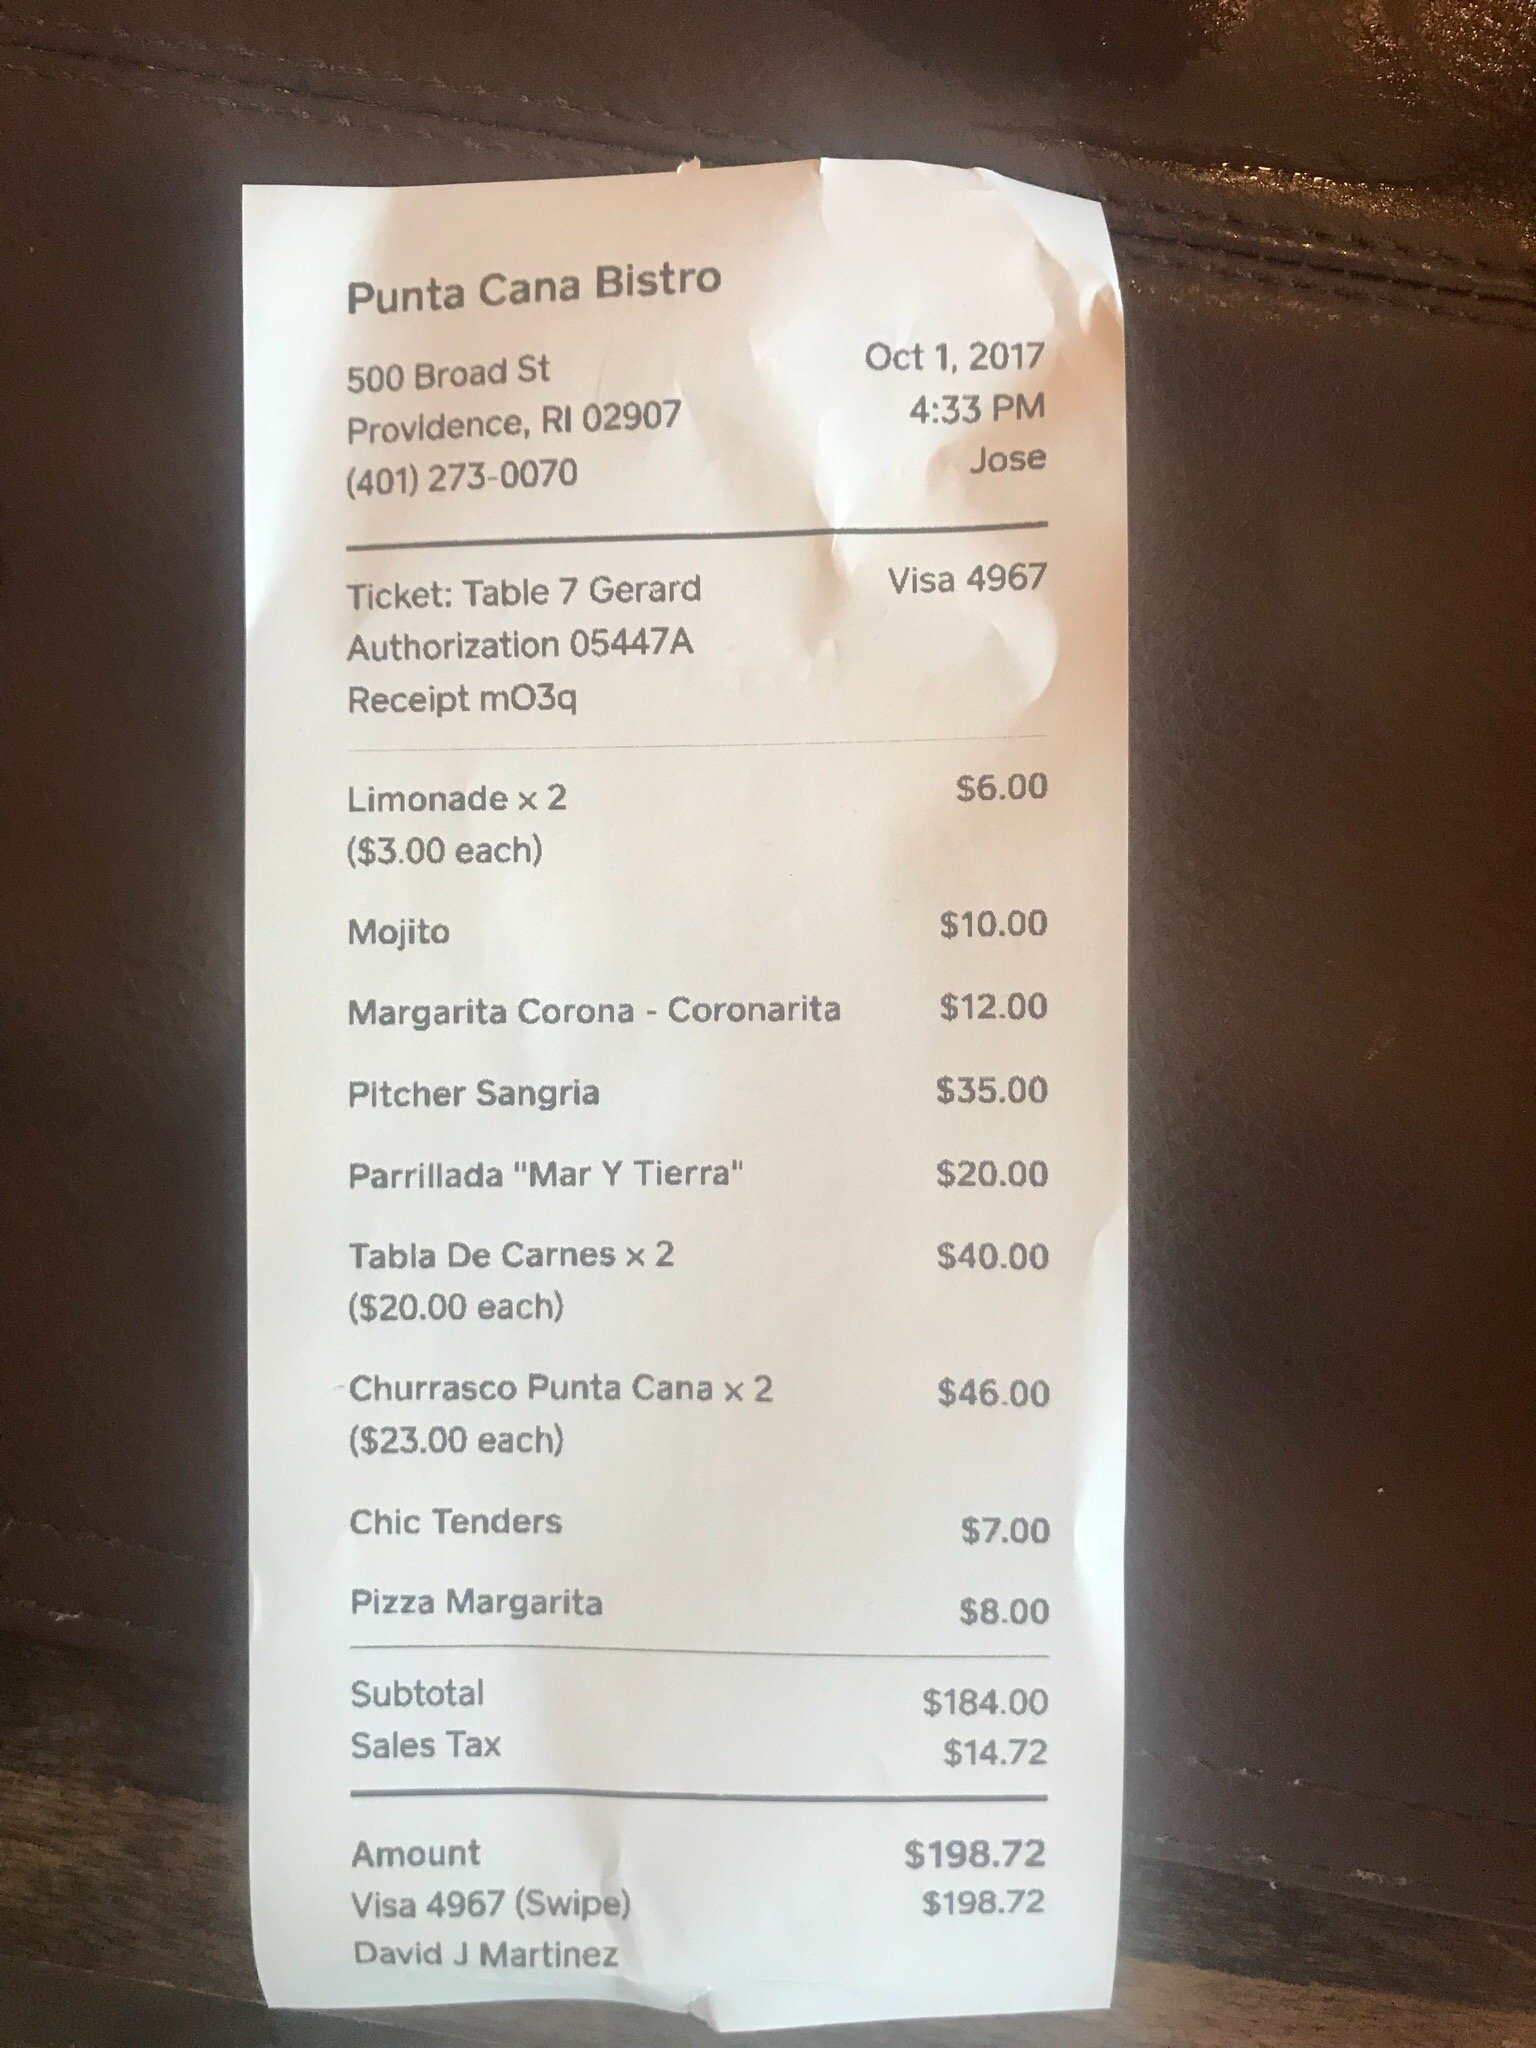 Punta Cana Bistro
500 Broad St Oct 1, 2017
Providence, RI 02907 4:33 PM
(401) 273-0070 Jose
Ticket: Table 7 Gerard Visa 4967
Authorization 05447A
Receipt mO3q
Limonade x 2 $6.00
($3.00 each)
Mojito $10.00
Margarita Corona - Coronarita $12.00
Pitcher Sangria $35.00
Parrillada "Mar Y Tierra" $20.00
Tabla De Carnes x 2 $40.00
($20.00 each)
Churrasco Punta Cana x 2 $46.00
($23.00 each)
Chic Tenders $7.00
Pizza Margarita $8.00
Subtotal $184.00
Sales Tax $14.72
Amount $198.72
Visa 4967 (Swipe) $198.72
David J Martinez